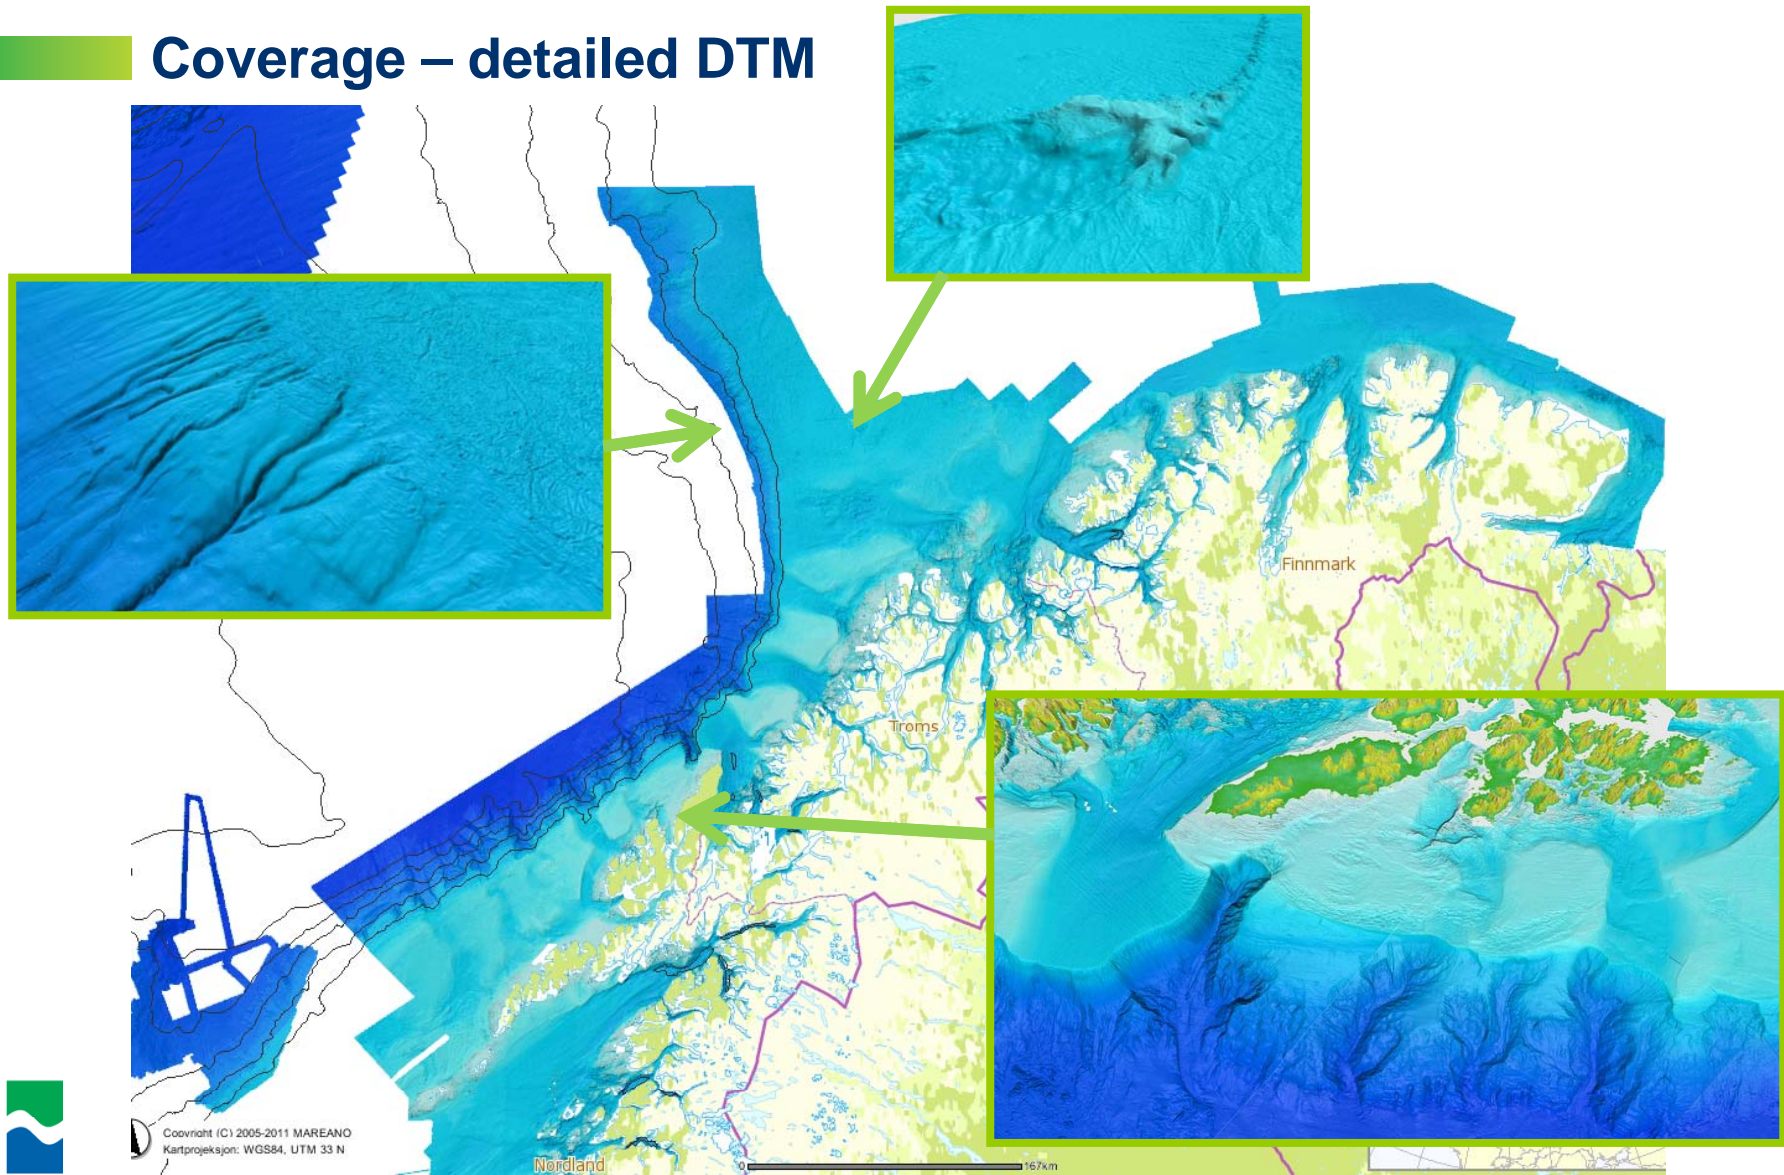 Coverage – detailed DTM
Finnmark
Troms
Copyright (C) 2005-2011 MAREANO
Kartprojeksjon: WGS84, UTM 33 N
Nordland
0 167km